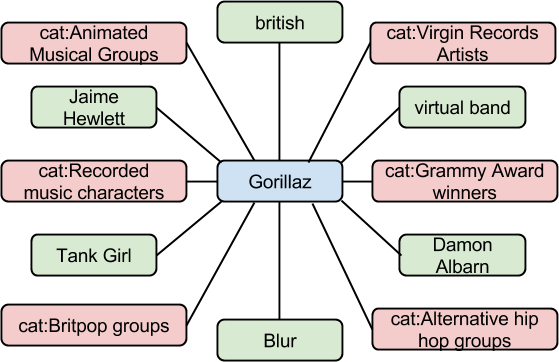 british
cat:Animated
Musical Groups
cat:Virgin Records
Artists
Jaime
Hewlett
virtual band
cat:Recorded
music characters
Gorillaz
cat:Grammy Award
winners
Tank Girl
Damon
Albarn
cat:Britpop groups
Blur
cat:Alternative hip
hop groups